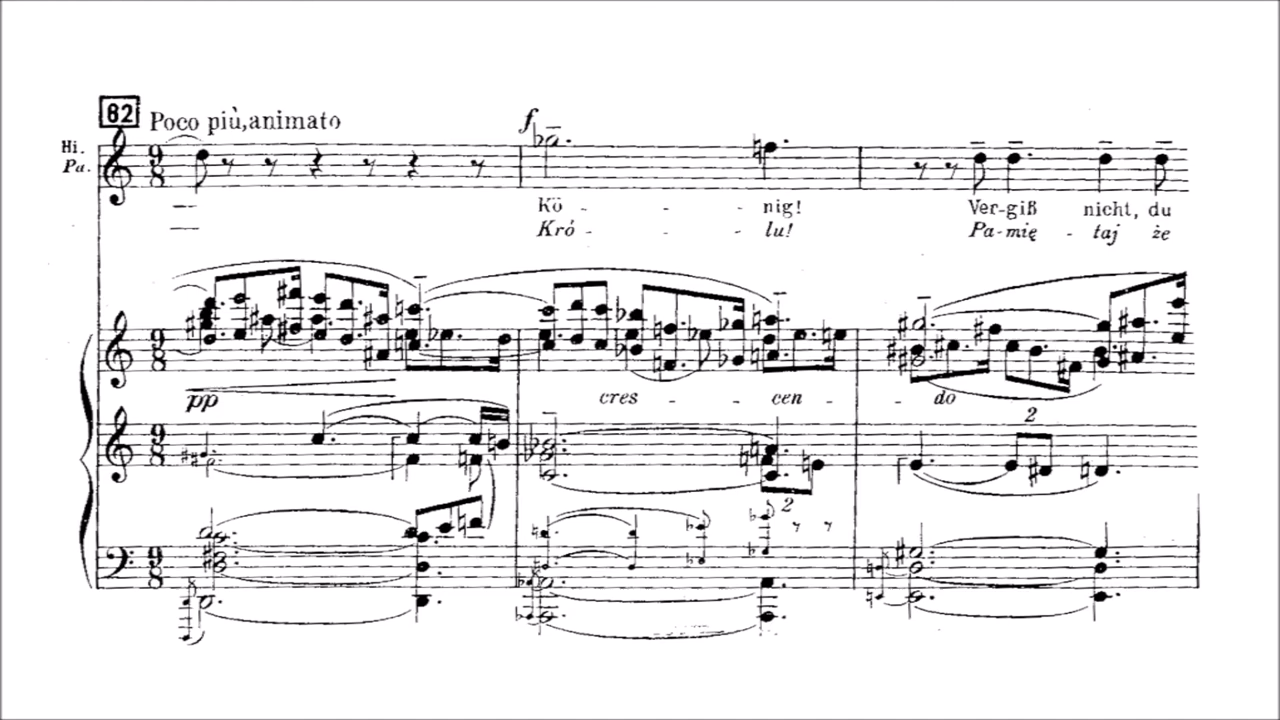 82 Poco più, animato
f
Hi.
Pa.
Kö - - - nig! Ver-giß nicht, du
Kró - - - lu! Pa-mię - taj że
pp cres - - cen - - do
2
2